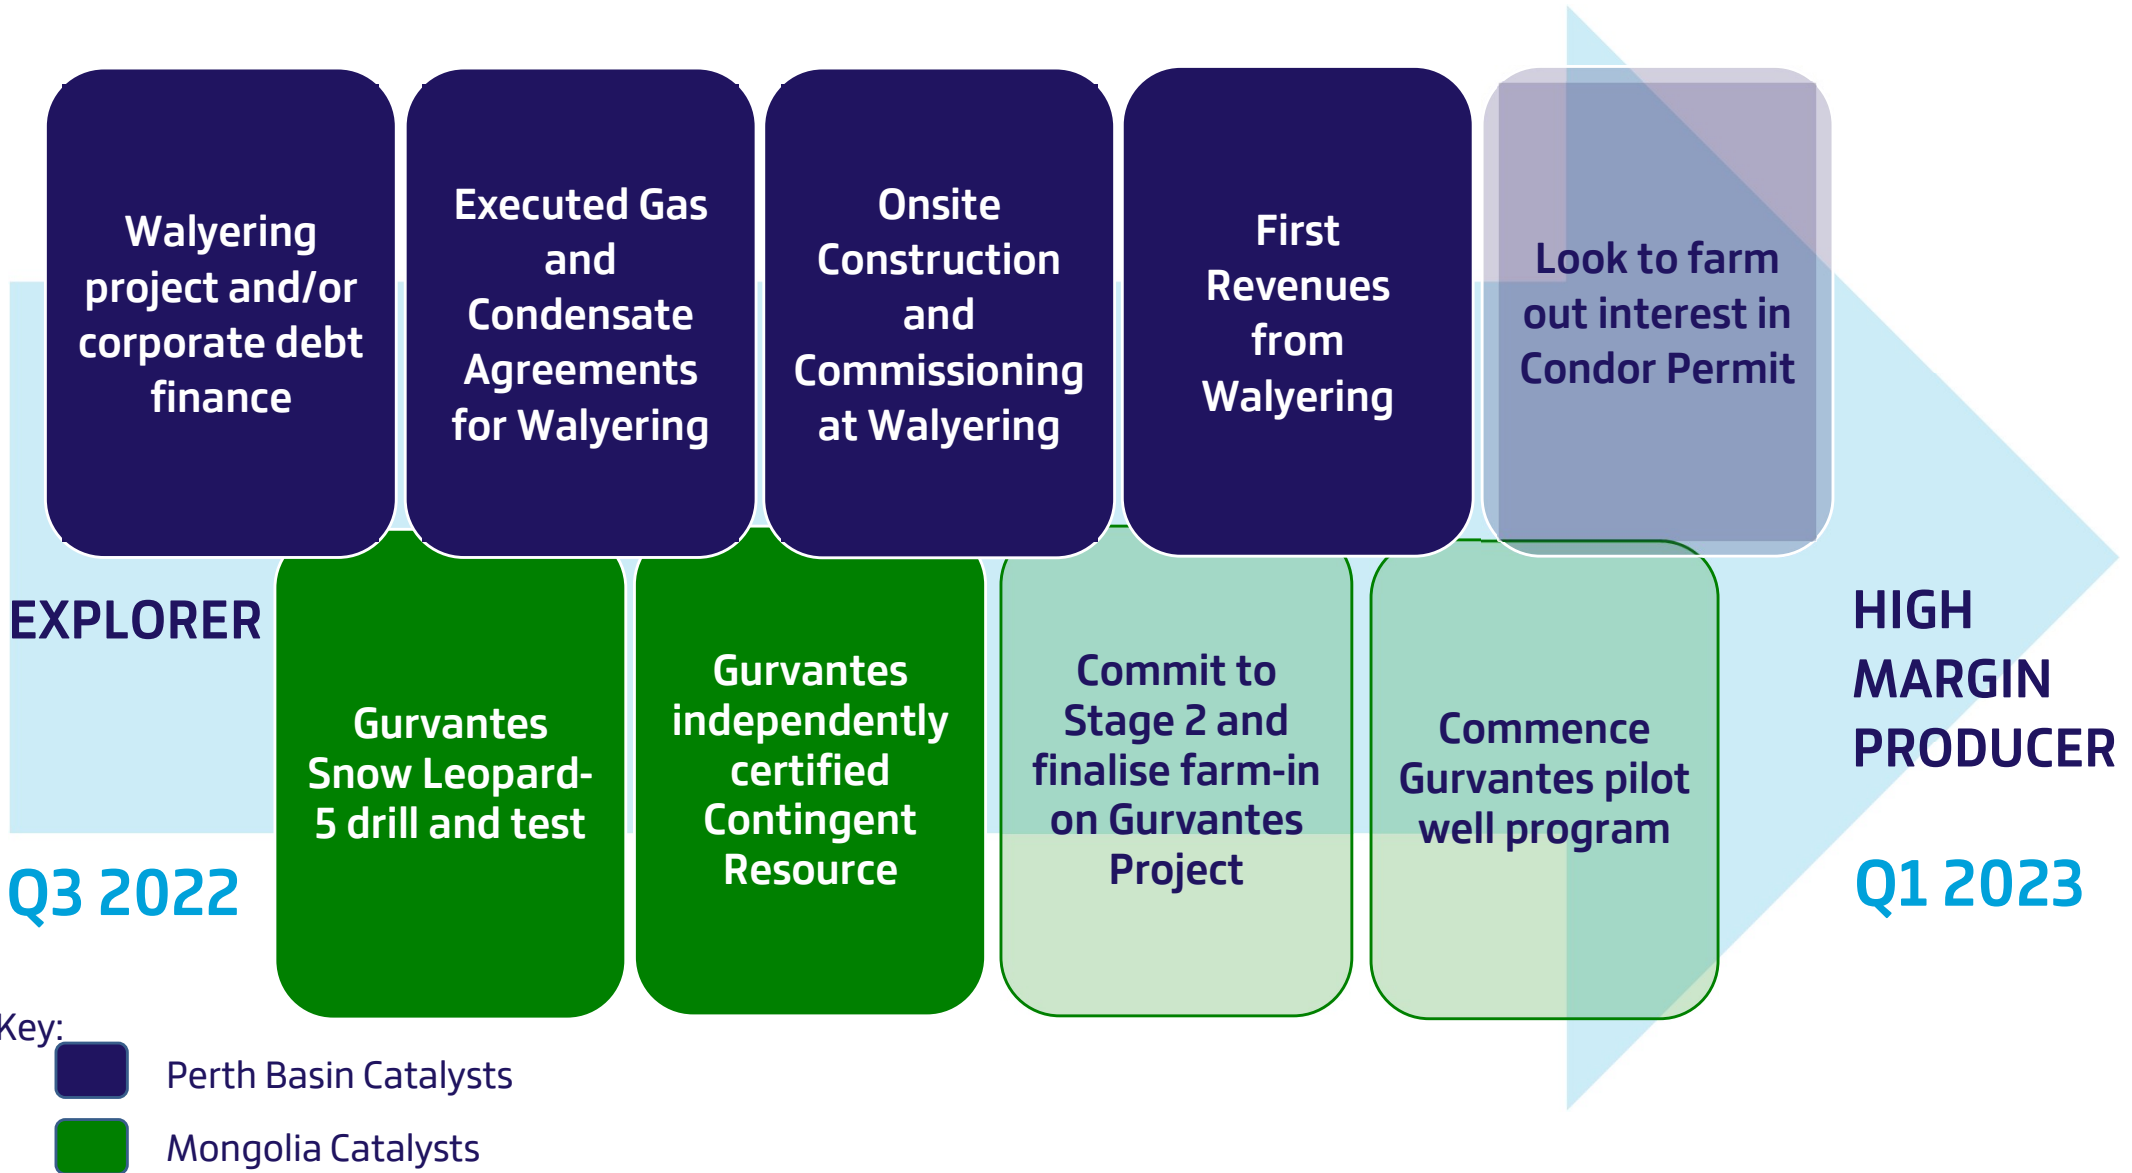 Walyering
project and/or
corporate debt
finance
Executed Gas
and
Condensate
Agreements
for Walyering
Onsite
Construction
and
Commissioning
at Walyering
First
Revenues
from
Walyering
Look to farm
out interest in
Condor Permit
EXPLORER
Q3 2022
Gurvantes
Snow Leopard-
5 drill and test
Gurvantes
independently
certified
Contingent
Resource
Commit to
Stage 2 and
finalise farm-in
on Gurvantes
Project
Commence
Gurvantes pilot
well program
HIGH
MARGIN
PRODUCER
Q1 2023
Key:
Perth Basin Catalysts
Mongolia Catalysts